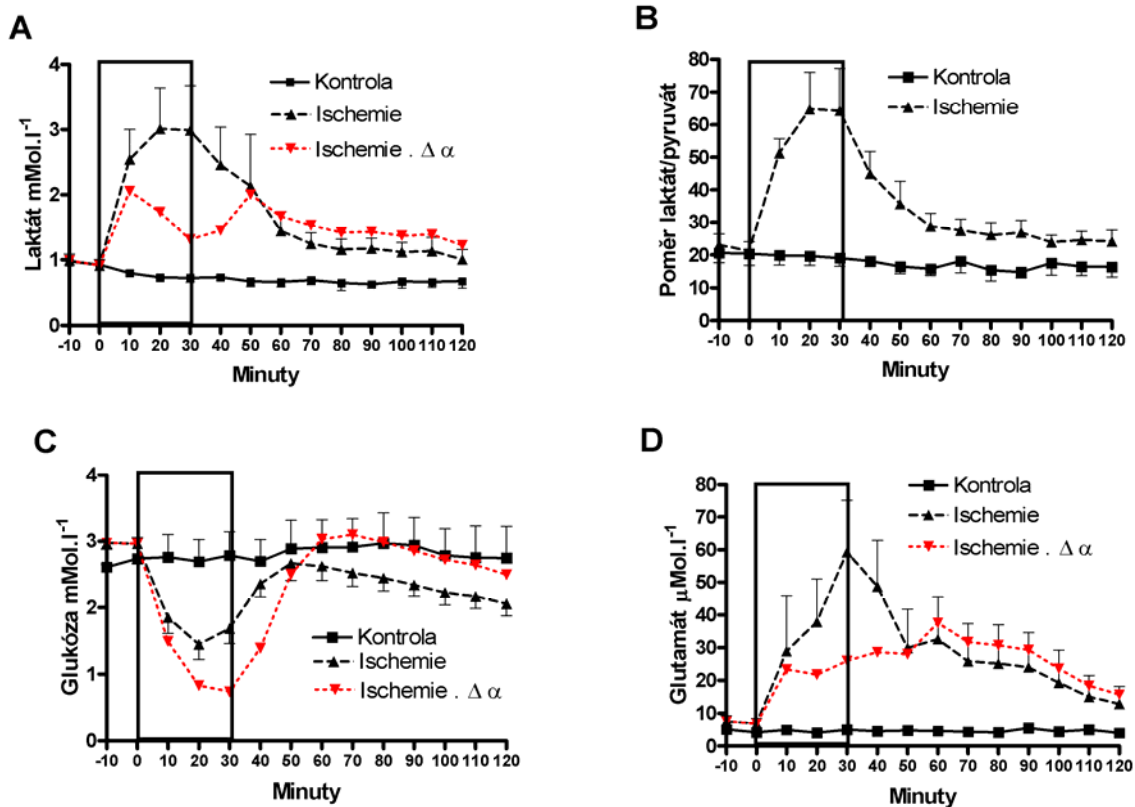 A
Laktát mMol.l-1
4
3
2
1
0
Kontrola
Ischemie
Ischemie . Δ α
-10 0 10 20 30 40 50 60 70 80 90 100 110 120
Minuty
B
Poměr laktát/pyruvát
80
70
60
50
40
30
20
10
0
Kontrola
Ischemie
-10 0 10 20 30 40 50 60 70 80 90 100 110 120
Minuty
C
Glukóza mMol.l-1
4
3
2
1
0
Kontrola
Ischemie
Ischemie . Δ α
-10 0 10 20 30 40 50 60 70 80 90 100 110 120
Minuty
D
Glutamát μMol.l-1
80
70
60
50
40
30
20
10
0
Kontrola
Ischemie
Ischemie . Δ α
-10 0 10 20 30 40 50 60 70 80 90 100 110 120
Minuty